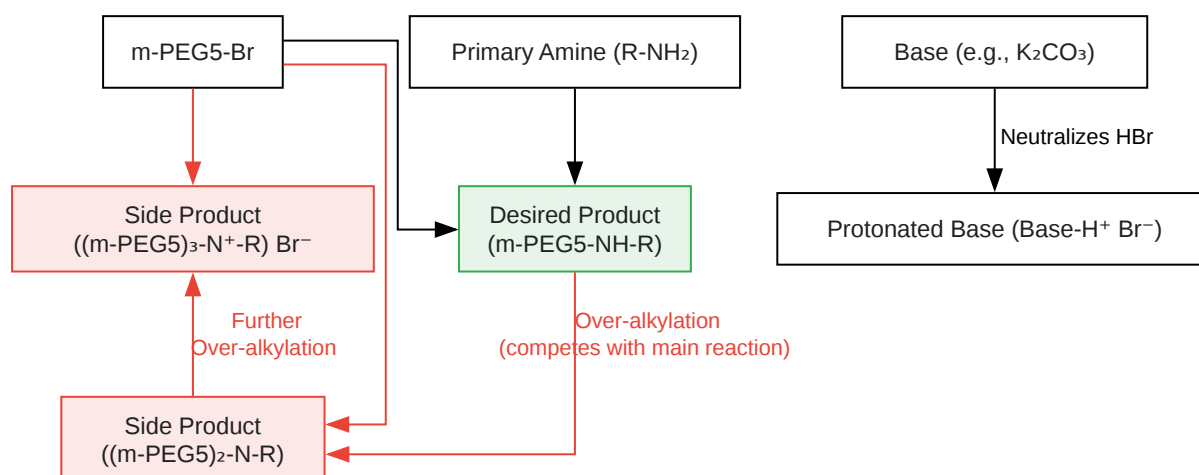 m-PEG5-Br
Primary Amine (R-NH₂)
Base (e.g., K₂CO₃)
Neutralizes HBr
Side Product
((m-PEG5)₃-N⁺-R) Br⁻
Desired Product
(m-PEG5-NH-R)
Protonated Base (Base-H⁺ Br⁻)
Further
Over-alkylation
Over-alkylation
(competes with main reaction)
Side Product
((m-PEG5)₂-N-R)